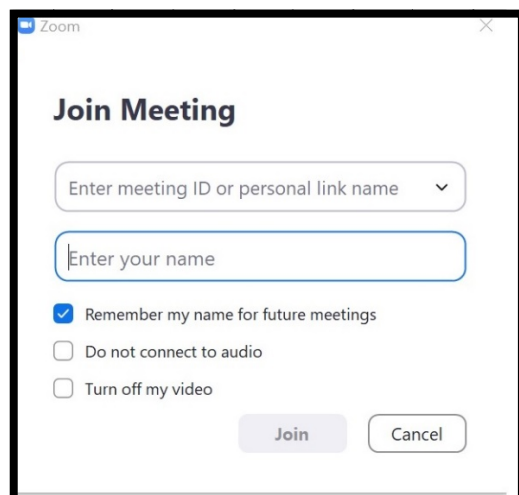 Zoom
Join Meeting
Enter meeting ID or personal link name
Enter your name
Remember my name for future meetings
Do not connect to audio
Turn off my video
Join Cancel